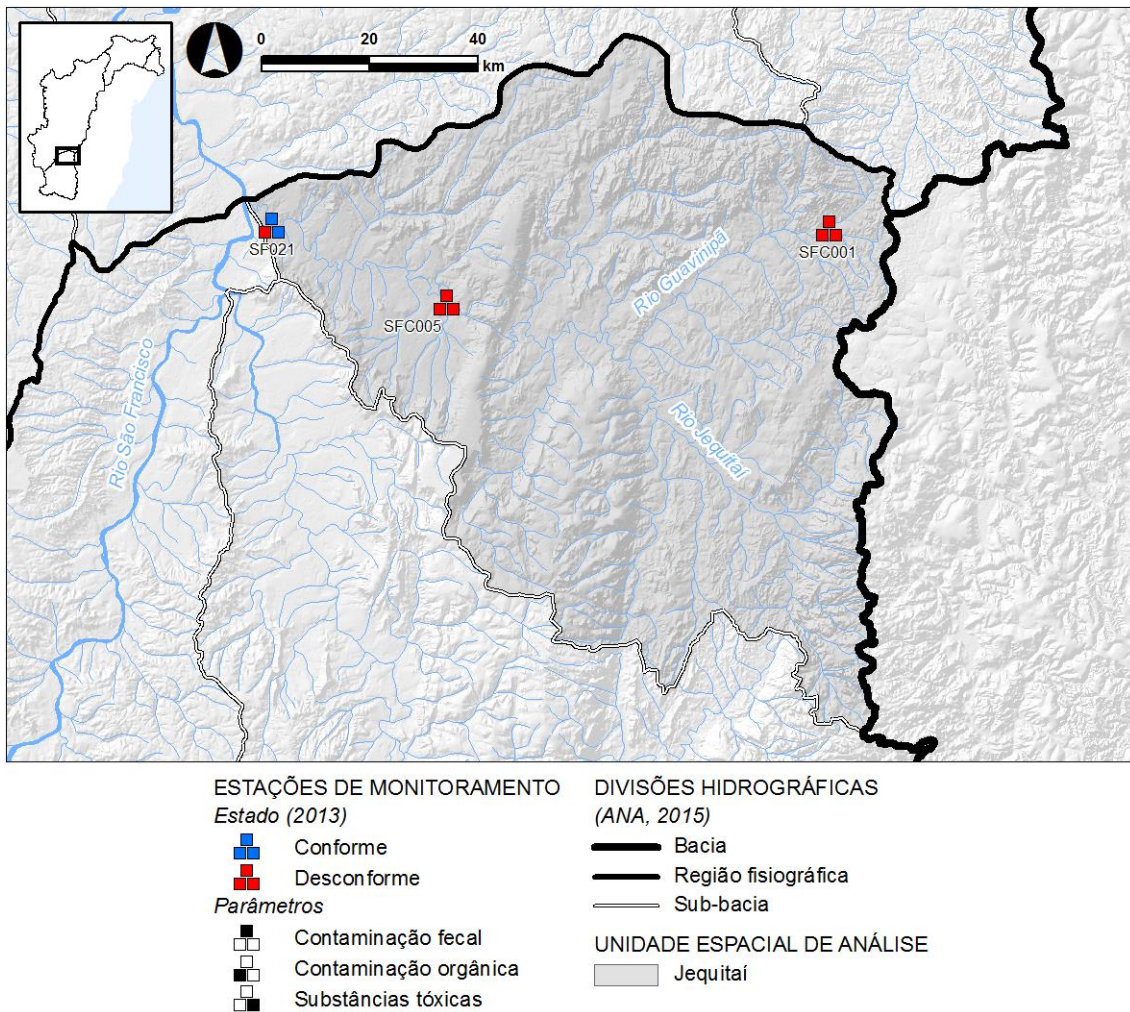 0 20 40
km
SF021
SFC001
SFC005
Rio Guavinipã
Rio São Francisco
Rio Jequitaí
ESTAÇÕES DE MONITORAMENTO
Estado (2013)
Conforme
Desconforme
Parâmetros
Contaminação fecal
Contaminação orgânica
Substâncias tóxicas
DIVISÕES HIDROGRÁFICAS
(ANA, 2015)
Bacia
Região fisiográfica
Sub-bacia
UNIDADE ESPACIAL DE ANÁLISE
Jequitaí